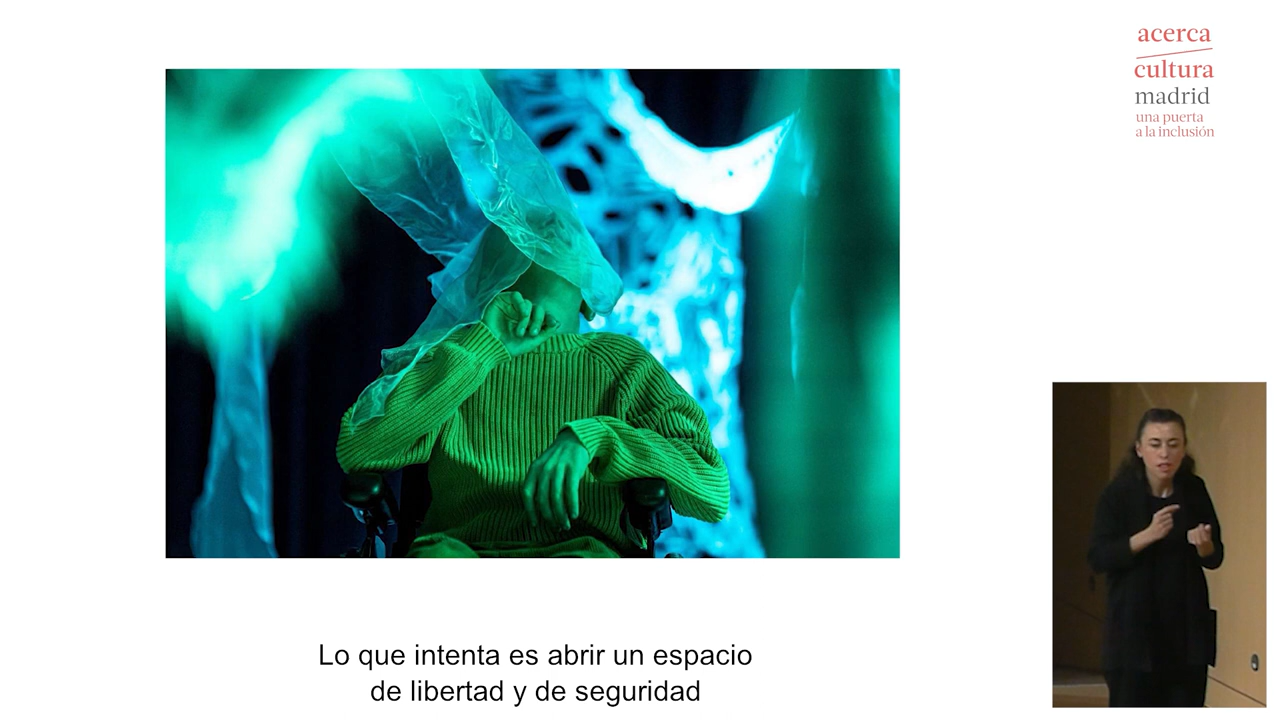 acerca
cultura
madrid
una puerta
a la inclusión
Lo que intenta es abrir un espacio
de libertad y de seguridad